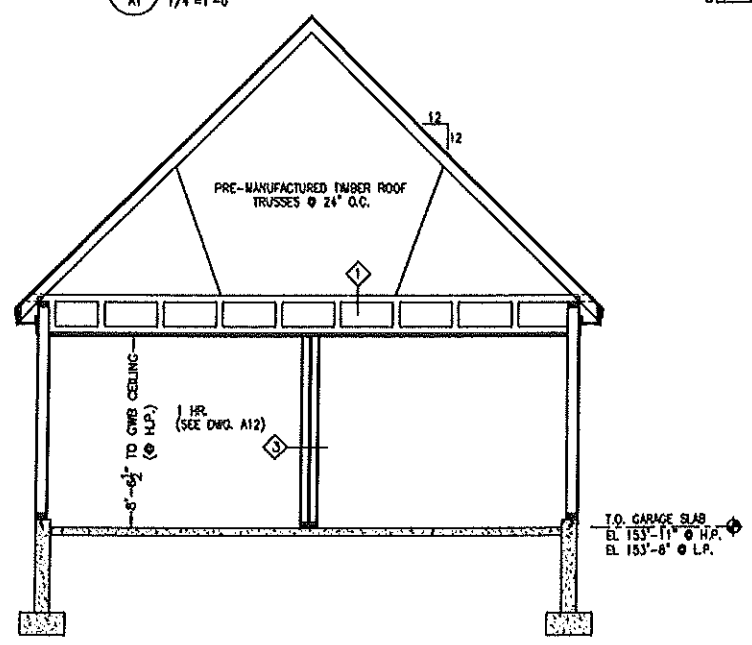 A1
1/4"=1'-0"
12
12
PRE-MANUFACTURED TIMBER ROOF
TRUSSES @ 24" O.C.
1
8'-6½" TO GWB CEILING
(@ H.P.)
1 HR.
(SEE DWG. A12)
3
T.O. GARAGE SLAB
EL 153'-11" @ H.P.
EL 153'-8" @ L.P.